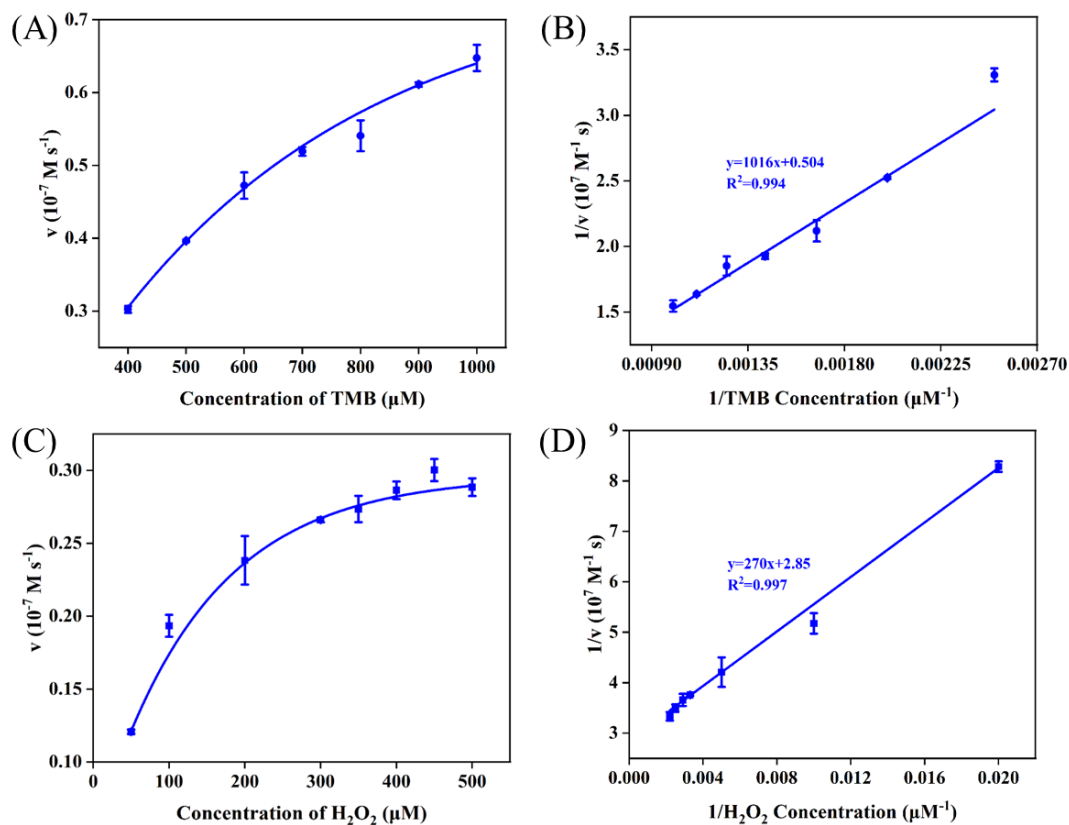 (A)
0.7
0.6
0.5
0.4
0.3
v (10⁻⁷ M s⁻¹)
400 500 600 700 800 900 1000
Concentration of TMB (μM)
(B)
3.5
3.0
2.5
2.0
1.5
1/v (10⁷ M⁻¹ s)
y=1016x+0.504
R²=0.994
0.00090 0.00135 0.00180 0.00225 0.00270
1/TMB Concentration (μM⁻¹)
(C)
0.30
0.25
0.20
0.15
0.10
v (10⁻⁷ M s⁻¹)
0 100 200 300 400 500
Concentration of H₂O₂ (μM)
(D)
9
8
7
6
5
4
3
1/v (10⁷ M⁻¹ s)
y=270x+2.85
R²=0.997
0.000 0.004 0.008 0.012 0.016 0.020
1/H₂O₂ Concentration (μM⁻¹)